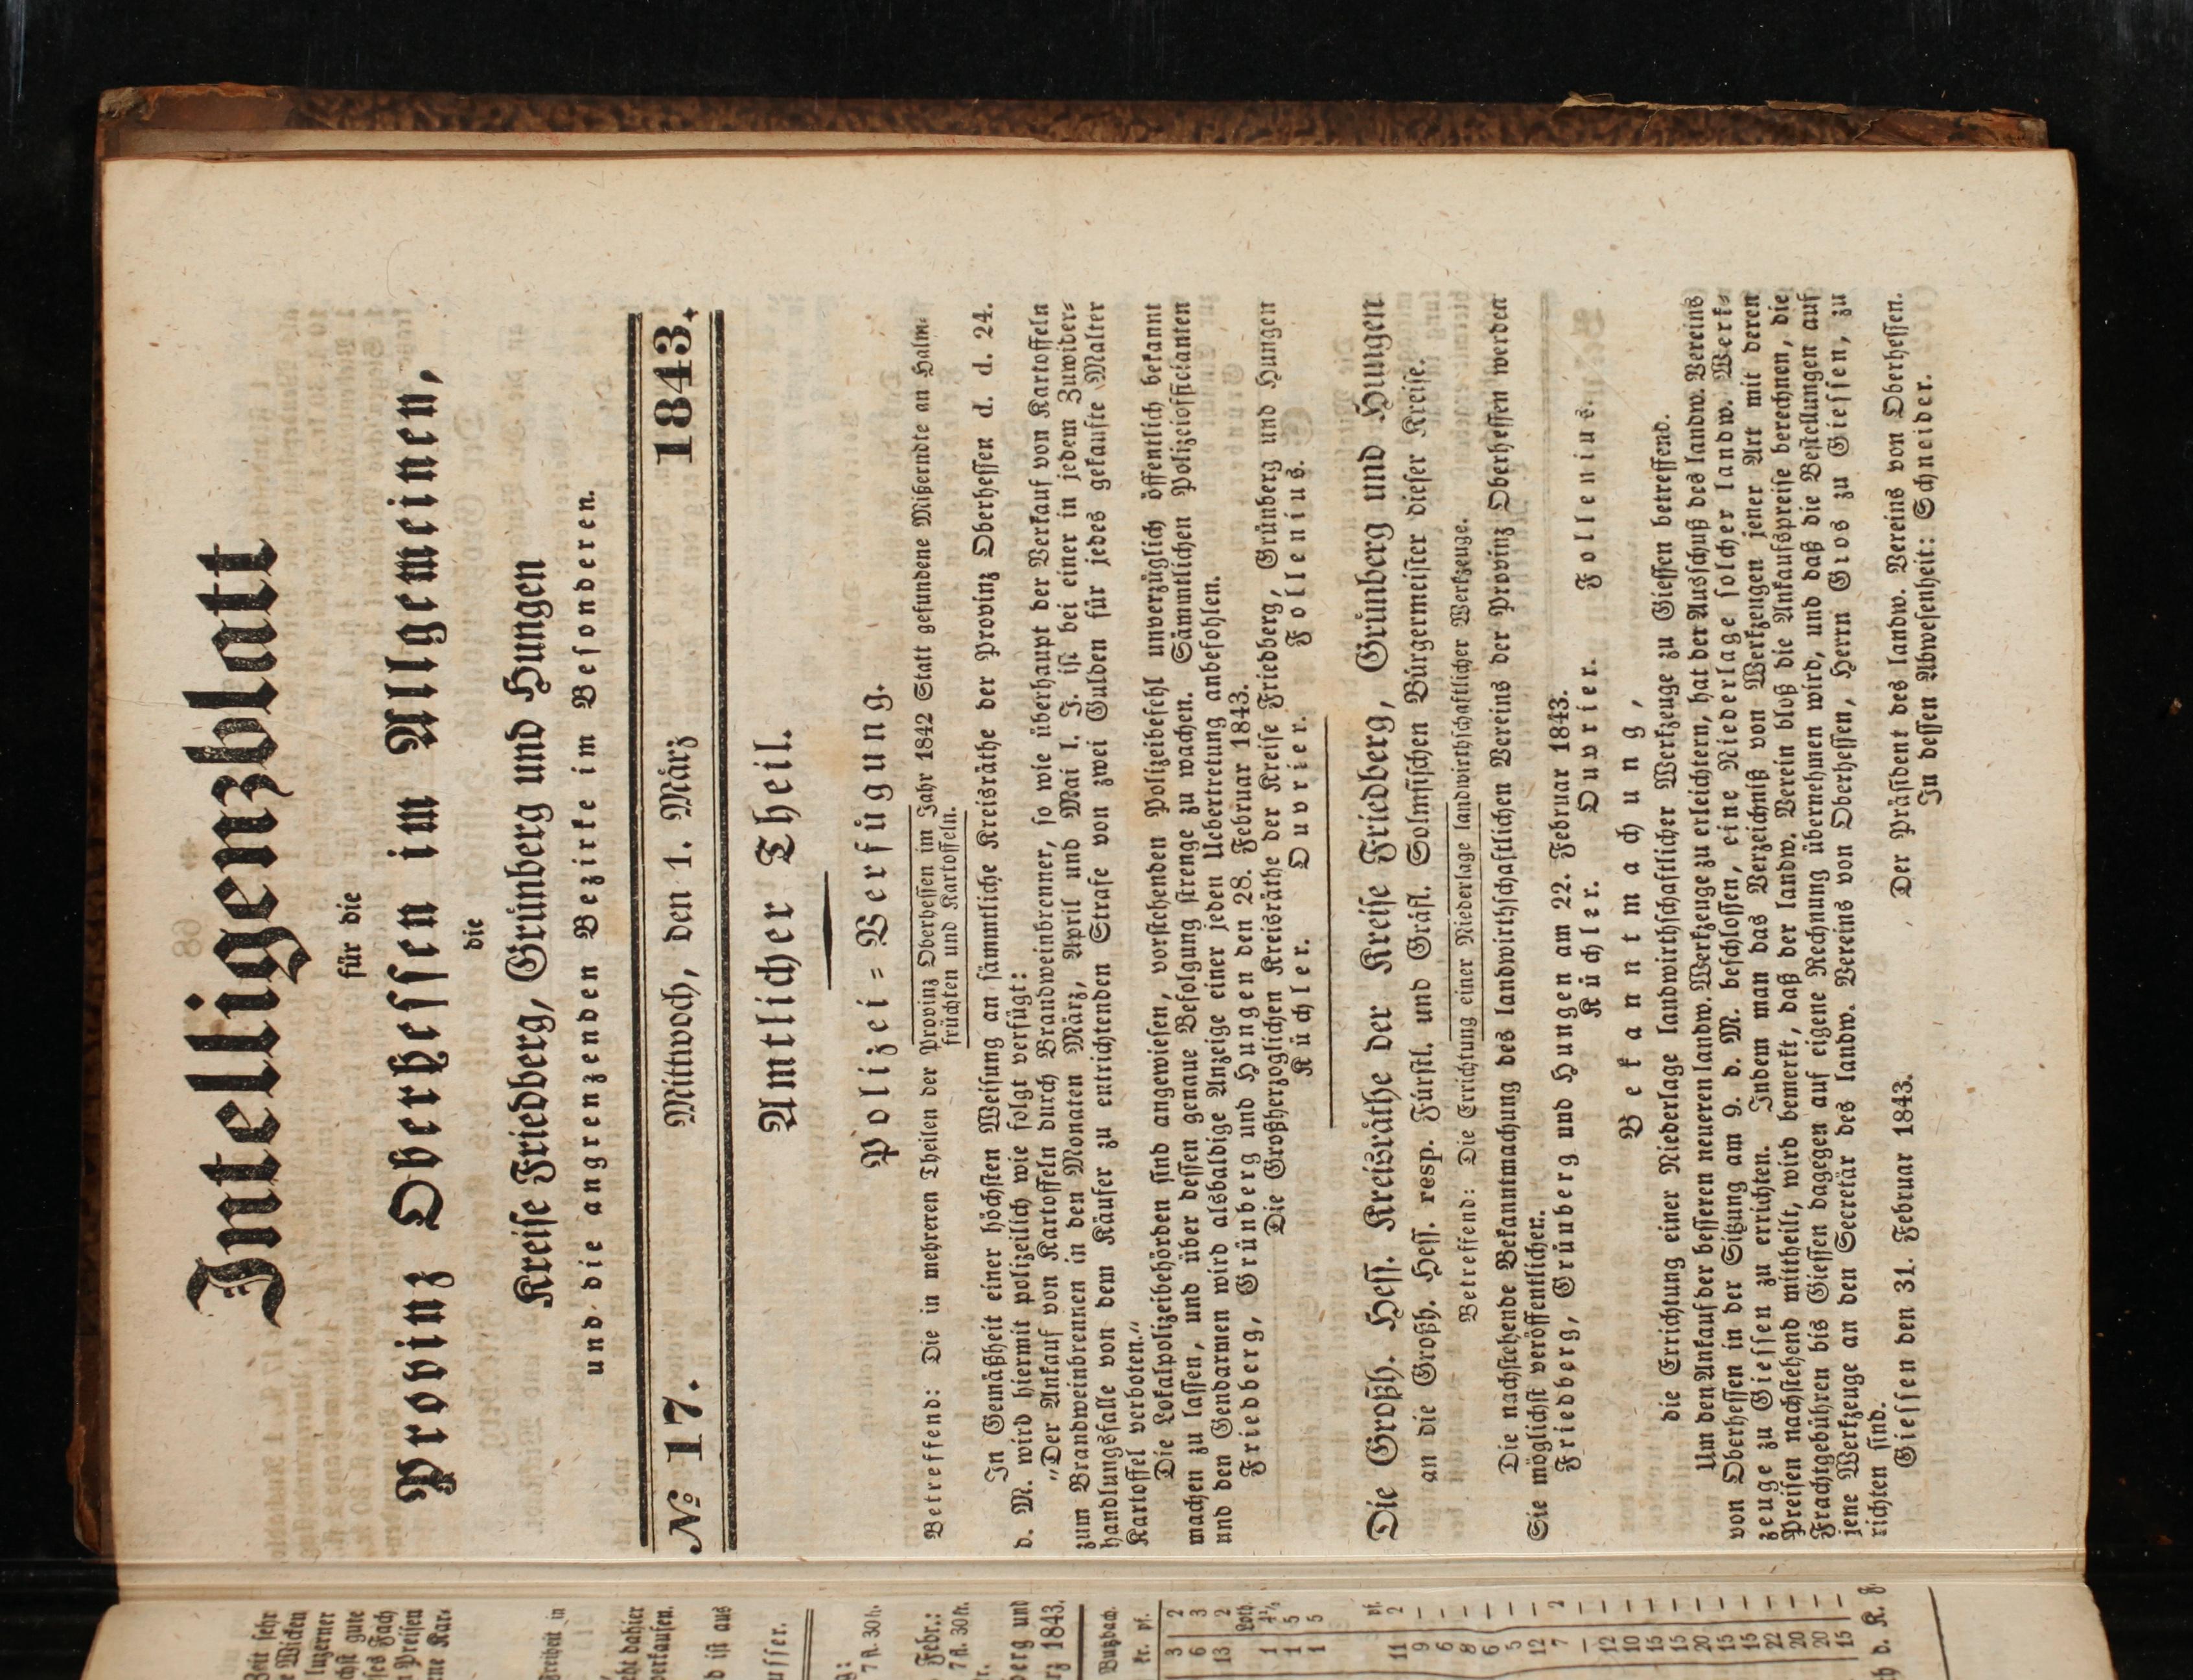 Intelligenzblatt
für die
Provinz Oberhessen im Allgemeinen,
die
Kreise Friedberg, Grünberg und Hungen
und die angrenzenden Bezirke im Besonderen.
No 17. Mittwoch, den 1. März 1843.
Amtlicher Theil.
Polizei-Verfügung.
Betreffend: Die in mehreren Theilen der Provinz Oberhessen im Jahr 1842 Statt gefundene Mißerndte an Halm-
früchten und Kartoffeln.
In Gemäßheit einer höchsten Weisung an sämmtliche Kreisräthe der Provinz Oberhessen d. d. 24.
d. M. wird hiermit polizeilich wie folgt verfügt:
„Der Ankauf von Kartoffeln durch Brandweinbrenner, so wie überhaupt der Verkauf von Kartoffeln
zum Brandweinbrennen in den Monaten März, April und Mai l. J. ist bei einer in jedem Zuwider-
handlungsfalle von dem Käufer zu entrichtenden Strafe von zwei Gulden für jedes gekaufte Malter
Kartoffel verboten.“
Die Lokalpolizeibehörden sind angewiesen, vorstehenden Polizeibefehl unverzüglich öffentlich bekannt
machen zu lassen, und über dessen genaue Befolgung strenge zu wachen. Sämmtlichen Polizeiofficianten
und den Gendarmen wird alsbaldige Anzeige einer jeden Uebertretung anbefohlen.
Friedberg, Grünberg und Hungen den 28. Februar 1843.
Die Großherzoglichen Kreisräthe der Kreise Friedberg, Grünberg und Hungen
Küchler. Ouvrier. Follenius.
Die Großh. Hess. Kreisräthe der Kreise Friedberg, Grünberg und Hungen
an die Großh. Hess. resp. Fürstl. und Gräfl. Solmsischen Bürgermeister dieser Kreise.
Betreffend: Die Errichtung einer Niederlage landwirthschaftlicher Werkzeuge.
Die nachstehende Bekanntmachung des landwirthschaftlichen Vereins der Provinz Oberhessen werden
Sie möglichst veröffentlichen.
Friedberg, Grünberg und Hungen am 22. Februar 1843.
Küchler. Ouvrier. Follenius.
Bekanntmachung,
die Errichtung einer Niederlage landwirthschaftlicher Werkzeuge zu Giessen betreffend.
Um den Ankauf der besseren neueren landw. Werkzeuge zu erleichtern, hat der Ausschuß des landw. Vereins
von Oberhessen in der Sitzung am 9. d. M. beschlossen, eine Niederlage solcher landw. Werk-
zeuge zu Giessen zu errichten. Indem man das Verzeichniß von Werkzeugen jener Art mit deren
Preisen nachstehend mittheilt, wird bemerkt, daß der landw. Verein bloß die Ankaufspreise berechnen, die
Frachtgebühren bis Giessen dagegen auf eigene Rechnung übernehmen wird, und daß die Bestellungen auf
jene Werkzeuge an den Secretär des landw. Vereins von Oberhessen, Herrn Gros zu Giessen, zu
richten sind.
Giessen den 31. Februar 1843. Der Präsident des landw. Vereins von Oberhessen.
In dessen Abwesenheit: Schneider.